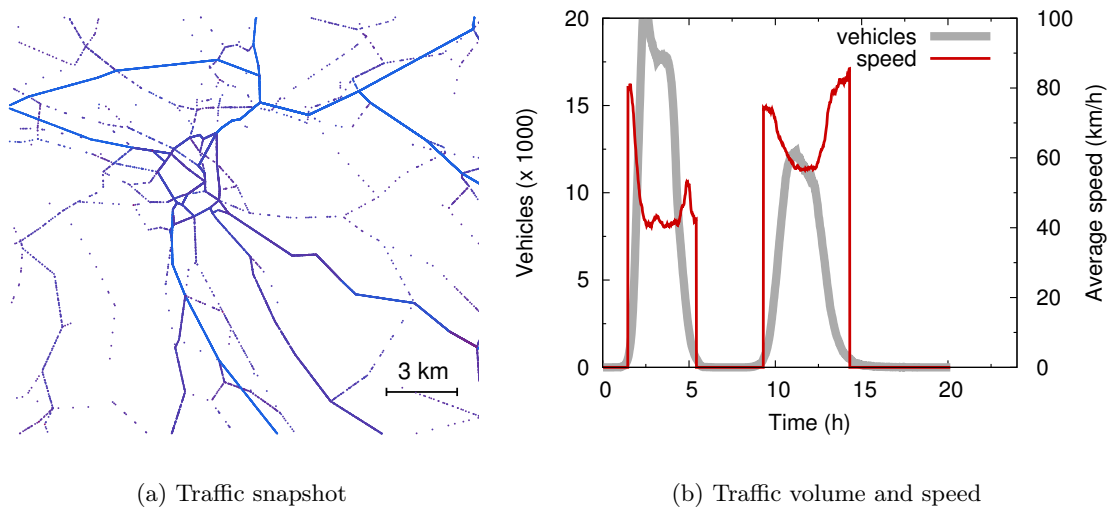 3 km
(a) Traffic snapshot
vehicles
speed
Vehicles (x 1000)
20
15
10
5
0
100
80
60
40
20
0
Average speed (km/h)
0 5 10 15 20
Time (h)
(b) Traffic volume and speed